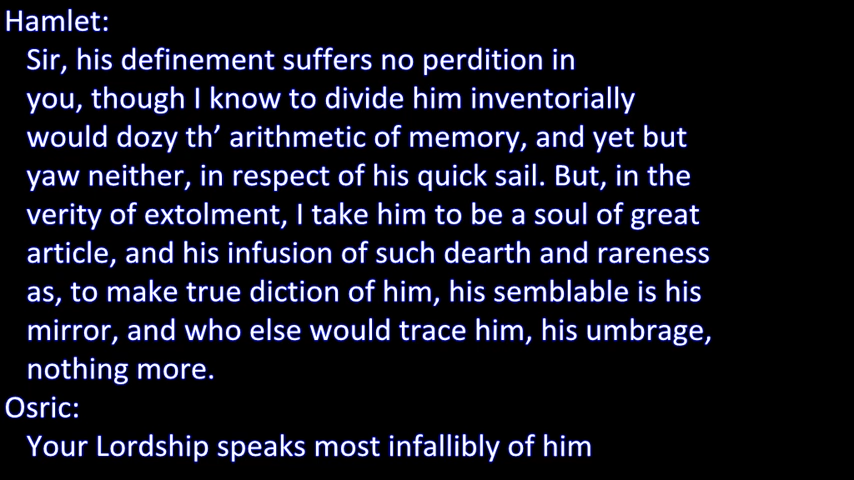 Hamlet:
Sir, his definement suffers no perdition in
you, though I know to divide him inventorially
would dozy th’ arithmetic of memory, and yet but
yaw neither, in respect of his quick sail. But, in the
verity of extolment, I take him to be a soul of great
article, and his infusion of such dearth and rareness
as, to make true diction of him, his semblable is his
mirror, and who else would trace him, his umbrage,
nothing more.
Osric:
Your Lordship speaks most infallibly of him